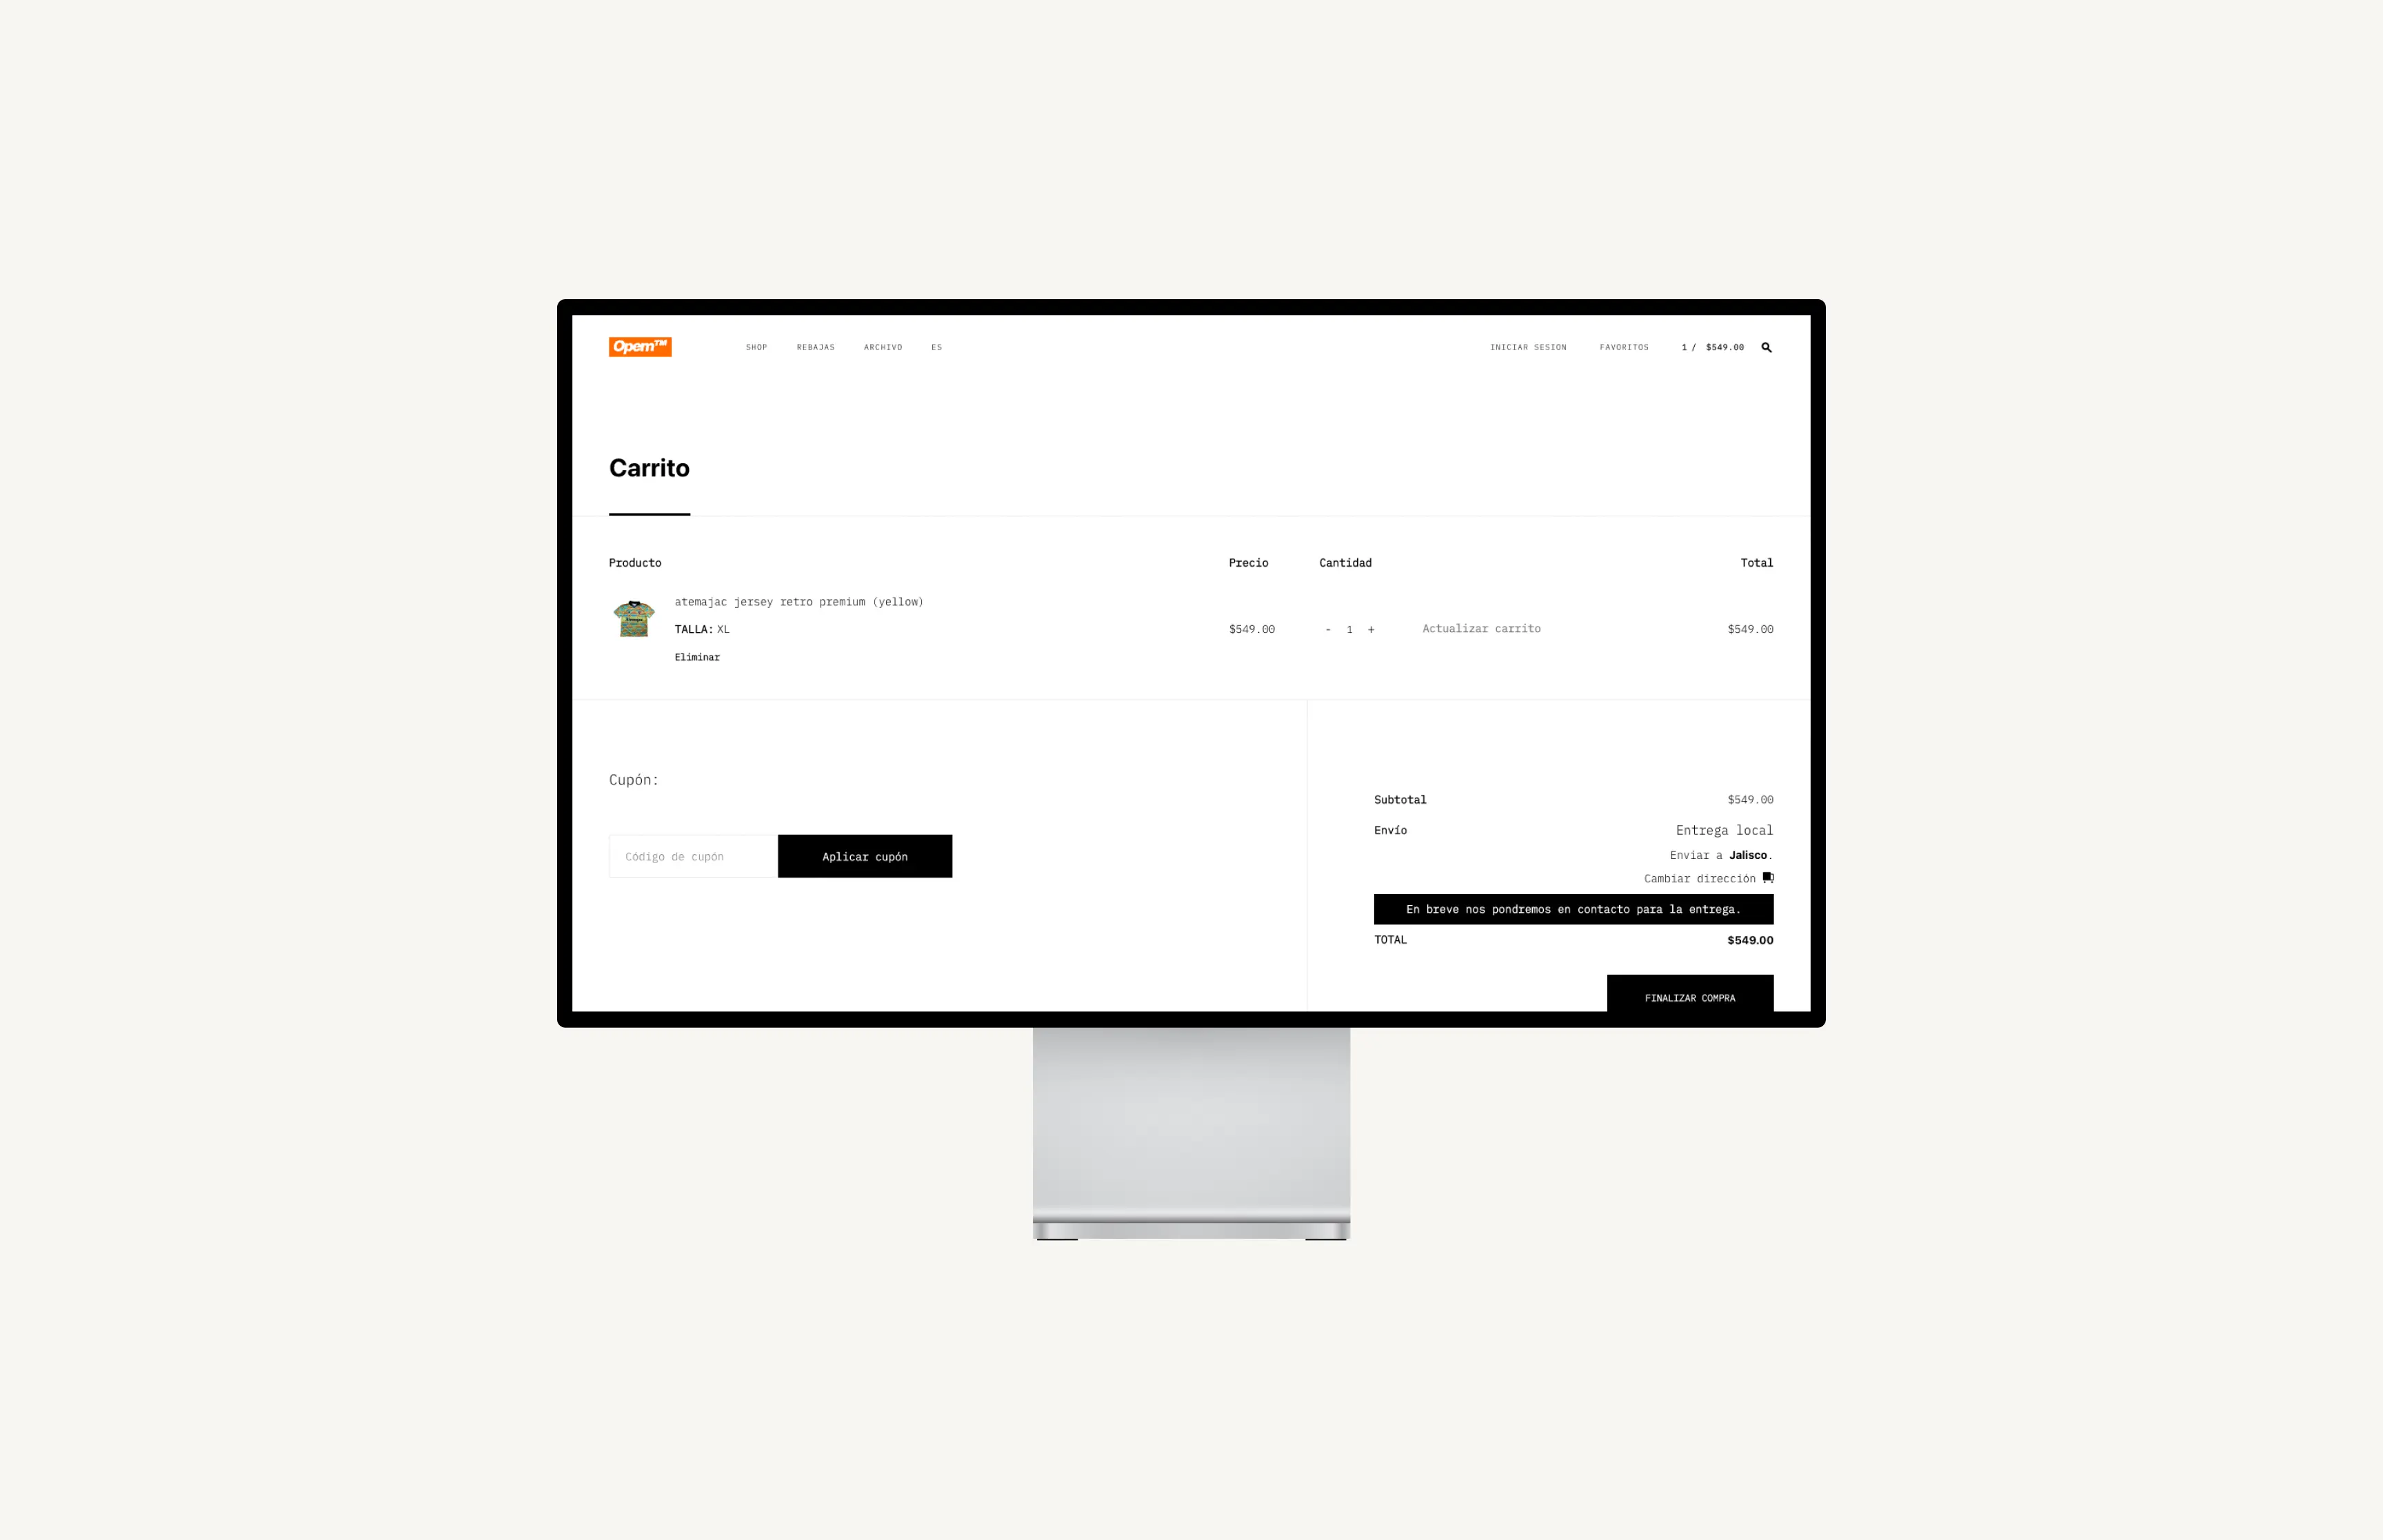 Opem™ SHOP REBAJAS ARCHIVO ES INICIAR SESION FAVORITOS 1 / $549.00
Carrito
Producto Precio Cantidad Total
atemajac jersey retro premium (yellow)
TALLA: XL $549.00 - 1 + Actualizar carrito $549.00
Eliminar
Cupón:
Código de cupón Aplicar cupón
Subtotal $549.00
Envío Entrega local
Enviar a Jalisco.
Cambiar dirección
En breve nos pondremos en contacto para la entrega.
TOTAL $549.00
FINALIZAR COMPRA